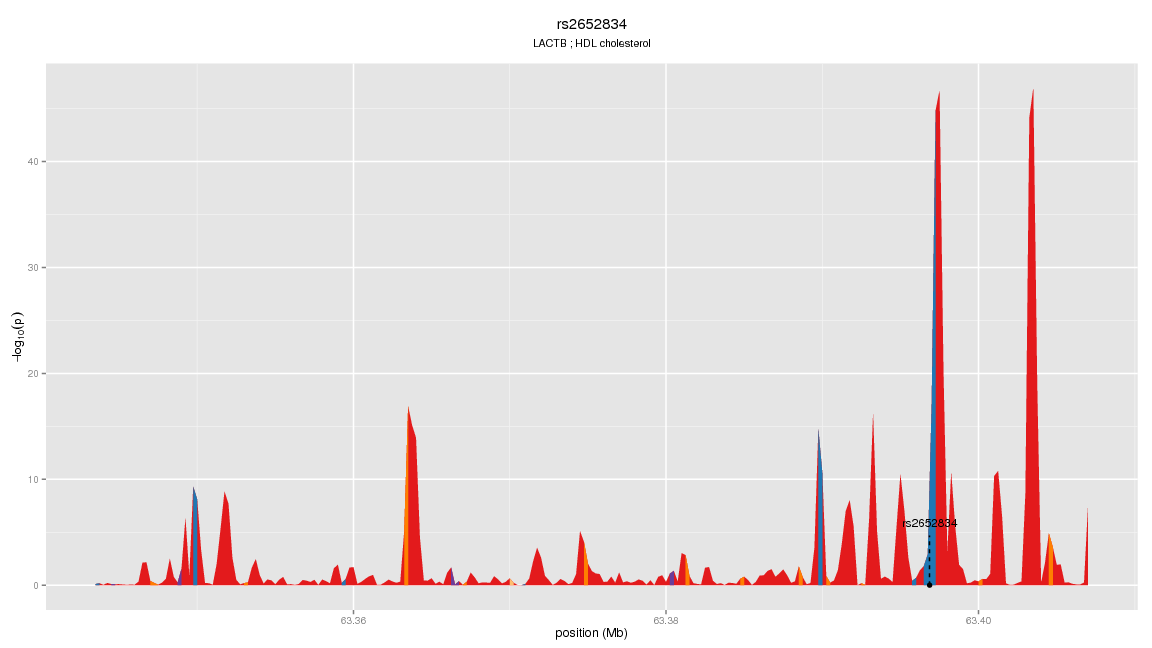 rs2652834
LACTB ; HDL cholesterol
40
30
20
10
0
−log10(p)
rs2652834
63.36
63.38
63.40
position (Mb)